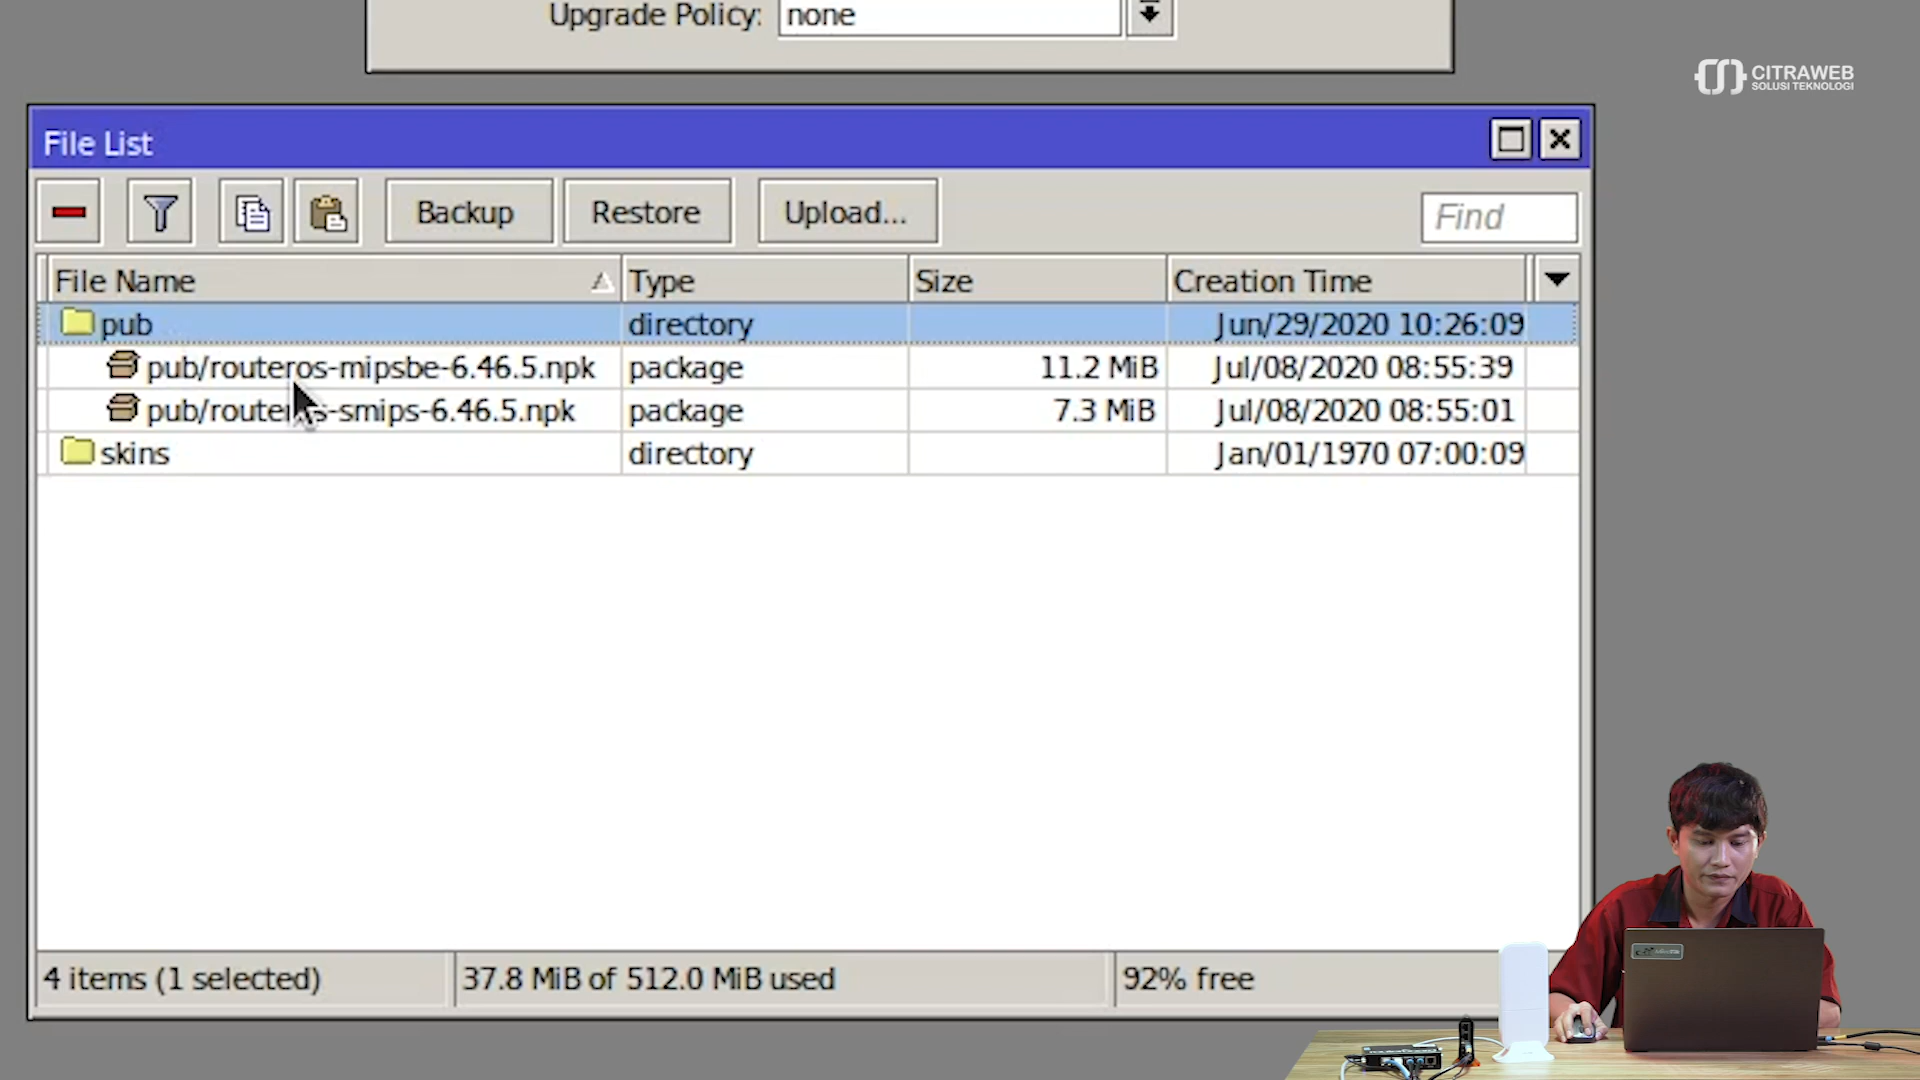 Upgrade Policy: none
CITRAWEB
SOLUSI TEKNOLOGI
File List
Backup Restore Upload... Find
File Name Type Size Creation Time
pub directory Jun/29/2020 10:26:09
pub/routeros-mipsbe-6.46.5.npk package 11.2 MiB Jul/08/2020 08:55:39
pub/routeros-smips-6.46.5.npk package 7.3 MiB Jul/08/2020 08:55:01
skins directory Jan/01/1970 07:00:09
4 items (1 selected) 37.8 MiB of 512.0 MiB used 92% free